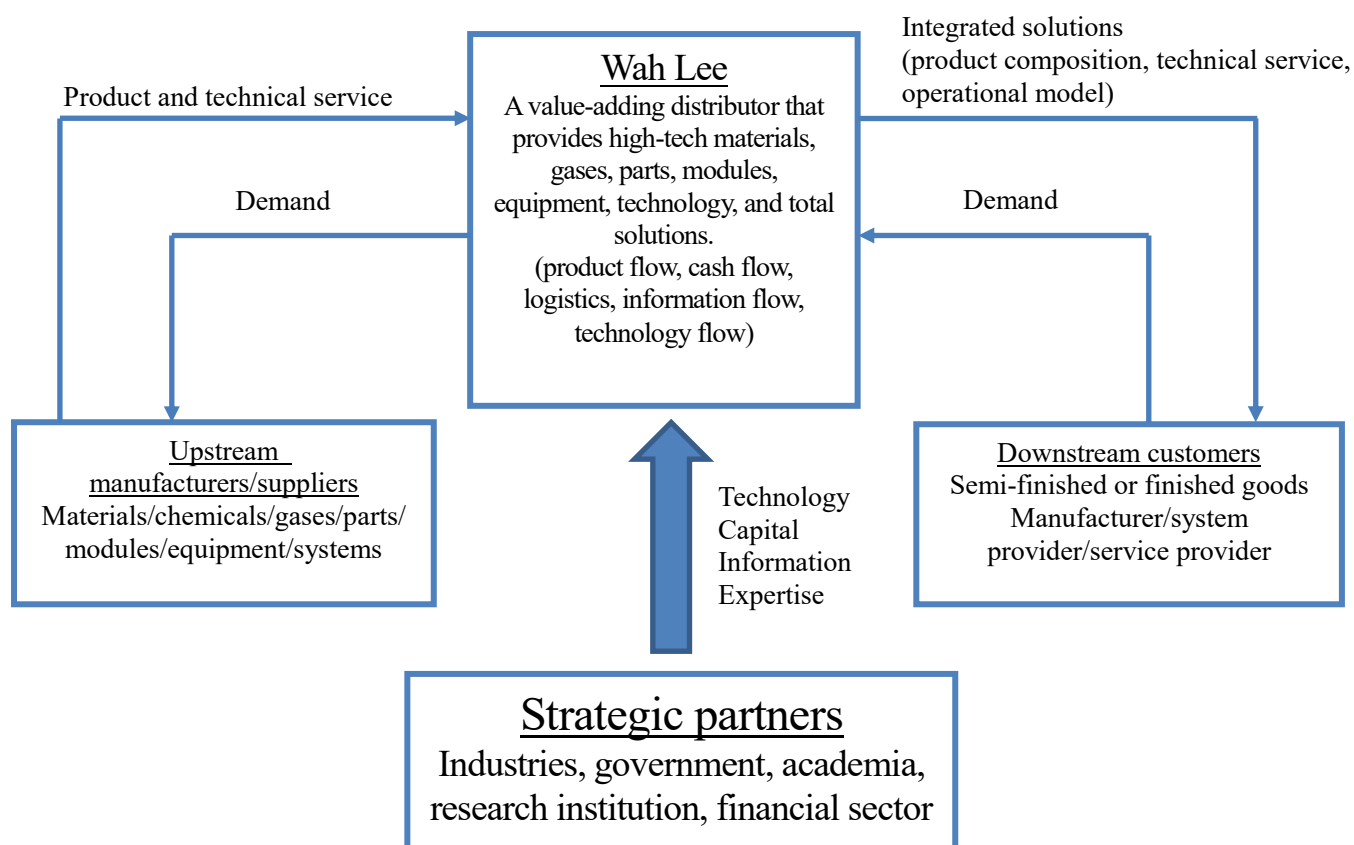 Integrated solutions
(product composition, technical service,
operational model)
Product and technical service
Demand
Wah Lee
A value-adding distributor that
provides high-tech materials,
gases, parts, modules,
equipment, technology, and total
solutions.
(product flow, cash flow,
logistics, information flow,
technology flow)
Demand
Upstream
manufacturers/suppliers
Materials/chemicals/gases/parts/
modules/equipment/systems
Technology
Capital
Information
Expertise
Downstream customers
Semi-finished or finished goods
Manufacturer/system
provider/service provider
Strategic partners
Industries, government, academia,
research institution, financial sector